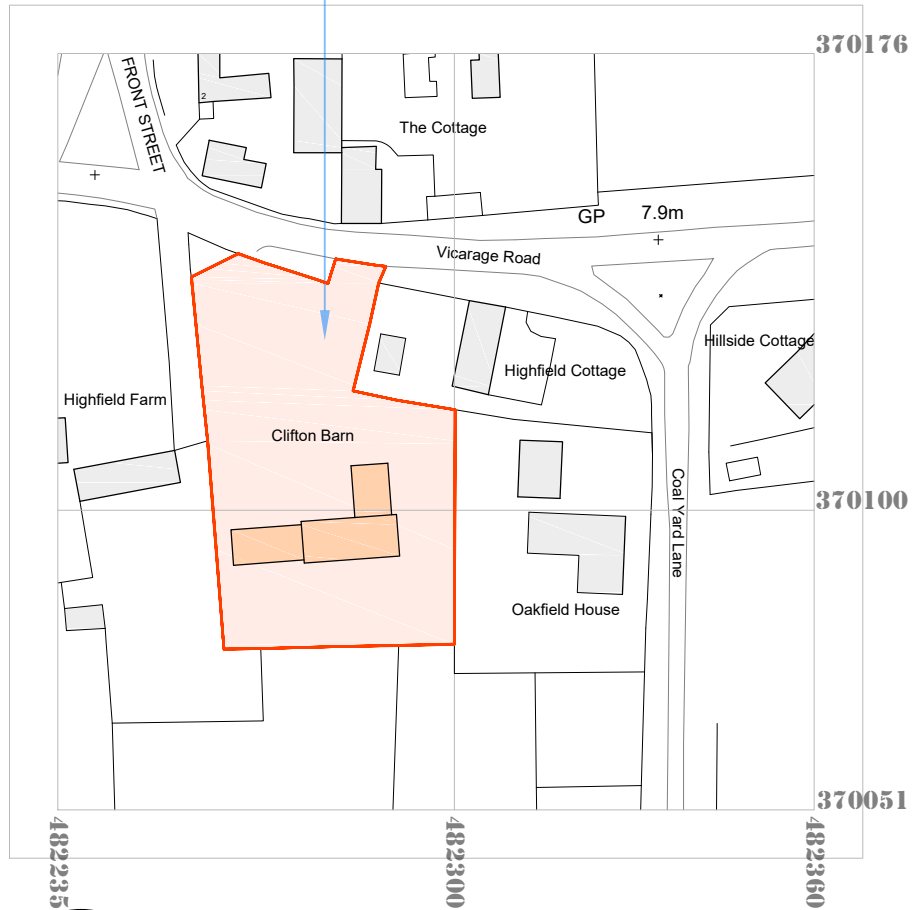 370176
FRONT STREET
2
The Cottage
GP 7.9m
Vicarage Road
Hillside Cottage
Highfield Cottage
Highfield Farm
Clifton Barn
Coal Yard Lane
370100
Oakfield House
370051
482235
482300
482360